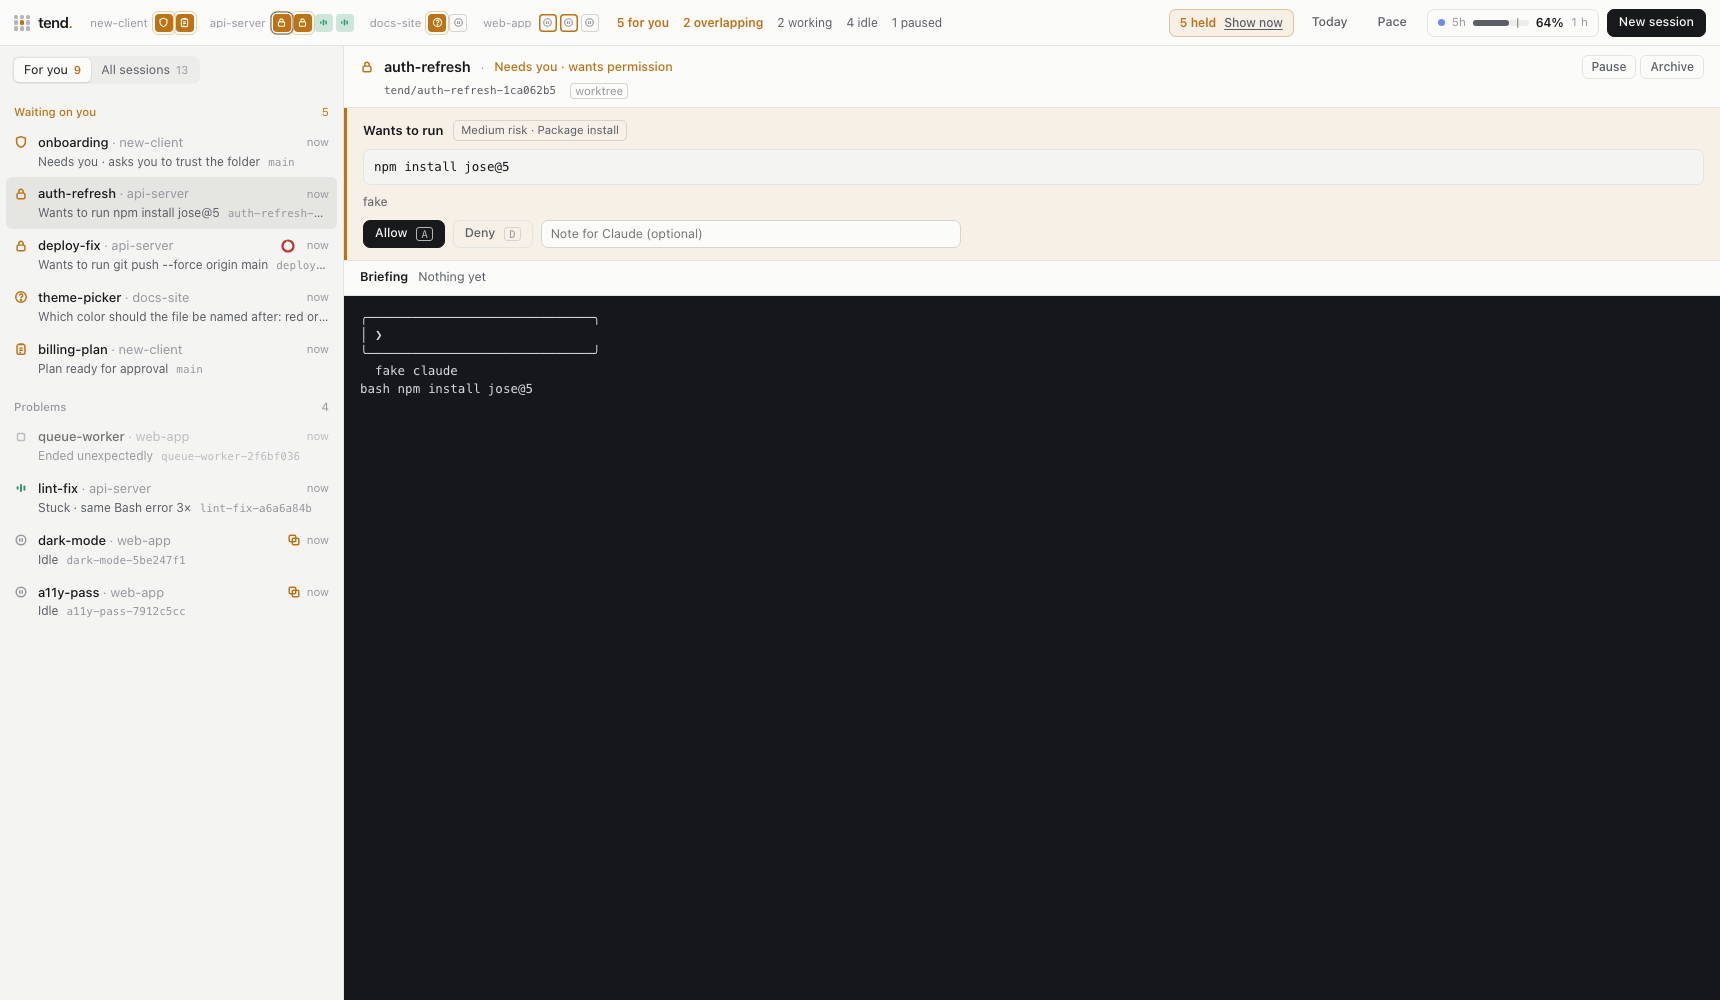 tend. new-client api-server docs-site web-app 5 for you 2 overlapping 2 working 4 idle 1 paused 5 held Show now Today Pace 5h 64% 1 h New session
For you 9 All sessions 13
Waiting on you 5
onboarding · new-client now
Needs you · asks you to trust the folder main
auth-refresh · api-server now
Wants to run npm install jose@5 auth-refresh-…
deploy-fix · api-server now
Wants to run git push --force origin main deploy…
theme-picker · docs-site now
Which color should the file be named after: red or…
billing-plan · new-client now
Plan ready for approval main
Problems 4
queue-worker · web-app now
Ended unexpectedly queue-worker-2f6bf036
lint-fix · api-server now
Stuck · same Bash error 3× lint-fix-a6a6a84b
dark-mode · web-app now
Idle dark-mode-5be247f1
a11y-pass · web-app now
Idle a11y-pass-7912c5cc
auth-refresh · Needs you · wants permission Pause Archive
tend/auth-refresh-1ca062b5 worktree
Wants to run Medium risk · Package install
npm install jose@5
fake
Allow A Deny D Note for Claude (optional)
Briefing Nothing yet
❯
fake claude
bash npm install jose@5